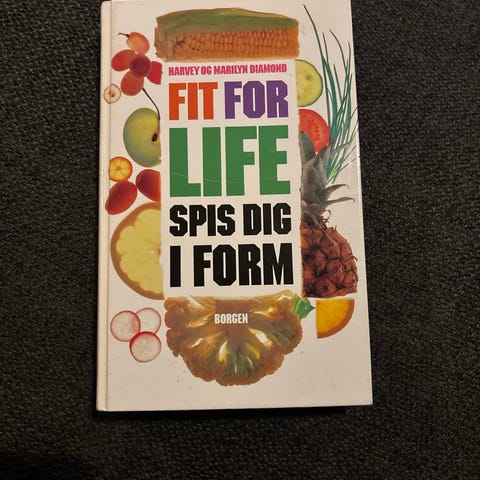 HARVEY OG MARILYN DIAMOND
FIT FOR
LIFE
SPIS DIG
I FORM
BORGEN